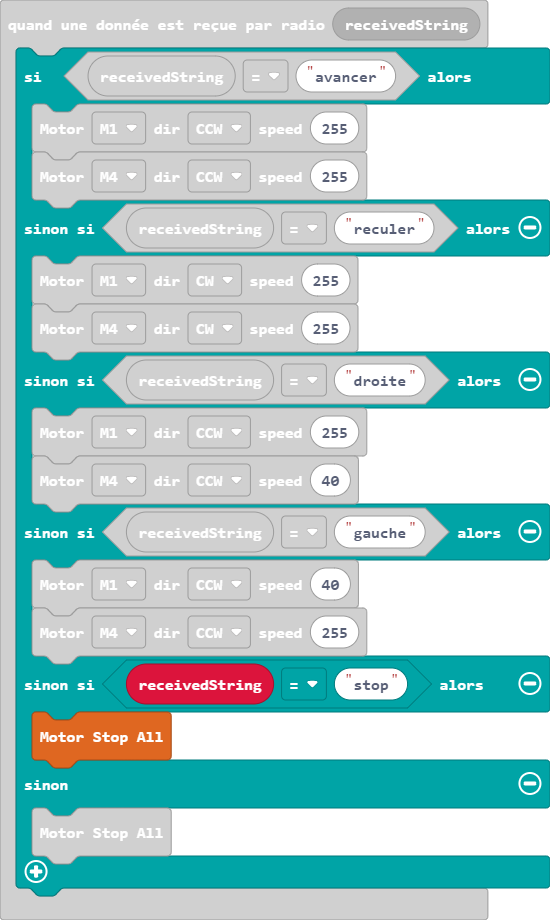 quand une donnée est reçue par radio receivedString
si receivedString = "avancer" alors
Motor M1 dir CCW speed 255
Motor M4 dir CCW speed 255
sinon si receivedString = "reculer" alors
Motor M1 dir CW speed 255
Motor M4 dir CW speed 255
sinon si receivedString = "droite" alors
Motor M1 dir CCW speed 255
Motor M4 dir CCW speed 40
sinon si receivedString = "gauche" alors
Motor M1 dir CCW speed 40
Motor M4 dir CCW speed 255
sinon si receivedString = "stop" alors
Motor Stop All
sinon
Motor Stop All